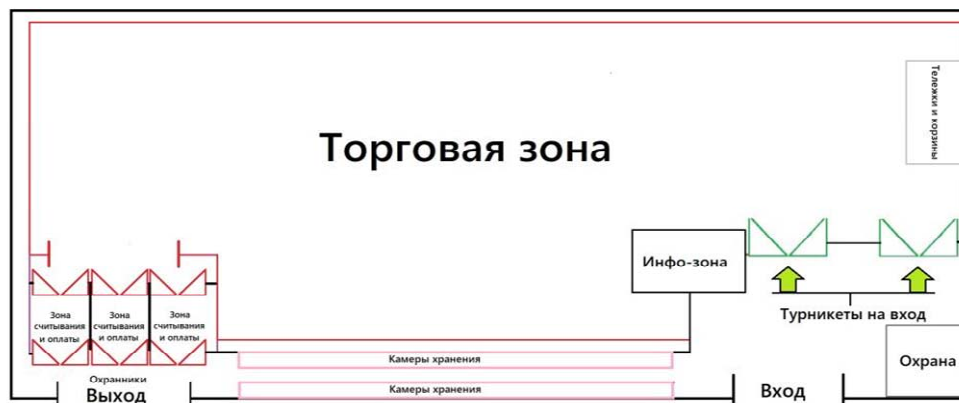 Тележки и корзины
Торговая зона
Инфо-зона
Турникеты на вход
Зона
считывания
и оплаты
Зона
считывания
и оплаты
Зона
считывания
и оплаты
Камеры хранения
Охрана
Охранники
Выход
Камеры хранения
Вход